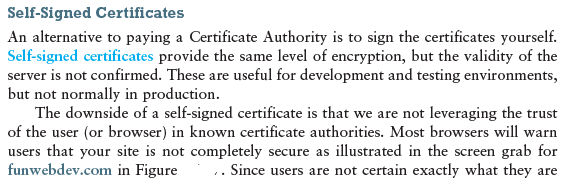 Self-Signed Certificates
An alternative to paying a Certificate Authority is to sign the certificates yourself.
Self-signed certificates provide the same level of encryption, but the validity of the
server is not confirmed. These are useful for development and testing environments,
but not normally in production.
The downside of a self-signed certificate is that we are not leveraging the trust
of the user (or browser) in known certificate authorities. Most browsers will warn
users that your site is not completely secure as illustrated in the screen grab for
funwebdev.com in Figure . Since users are not certain exactly what they are